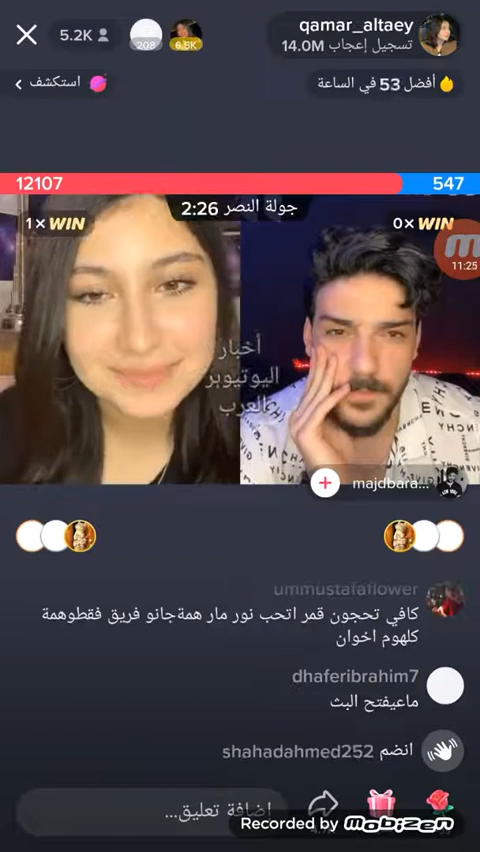 5.2K
208
6.5K
qamar_altaey
تسجيل إعجاب 14.0M
استكشف
أفضل 53 في الساعة
12107
547
جولة النصر 2:26
1× WIN
0× WIN
11:25
أخبار
اليوتيوبر
العرب
majdbara...
ummustafaflower
كافي تحجون قمر اتحب نور مار همةجانو فريق فقطوهمة
كلهوم اخوان
dhaferibrahim7
ماعيفتح البث
shahadahmed252 انضم
إضافة تعليق...
Recorded by MOBIZEN